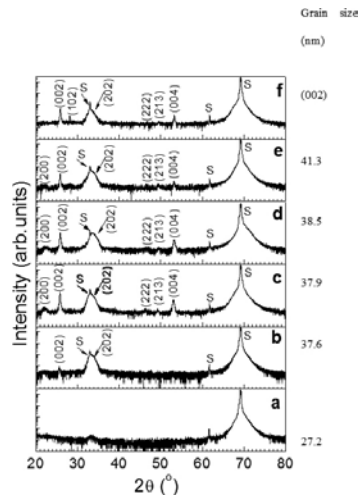 Grain size
(nm)
(002)
f
(002)
(102)
S
(202)
(222)
(213)
(004)
S
S
41.3
e
(200)
(002)
S
(202)
(222)
(213)
(004)
S
S
38.5
d
(200)
(002)
S
(202)
(222)
(213)
(004)
S
S
37.9
c
(200)
(002)
S
(202)
(222)
(213)
(004)
S
S
37.6
b
(002)
S
(202)
S
S
27.2
a
S
Intensity (arb.units)
20 30 40 50 60 70 80
2θ (°)